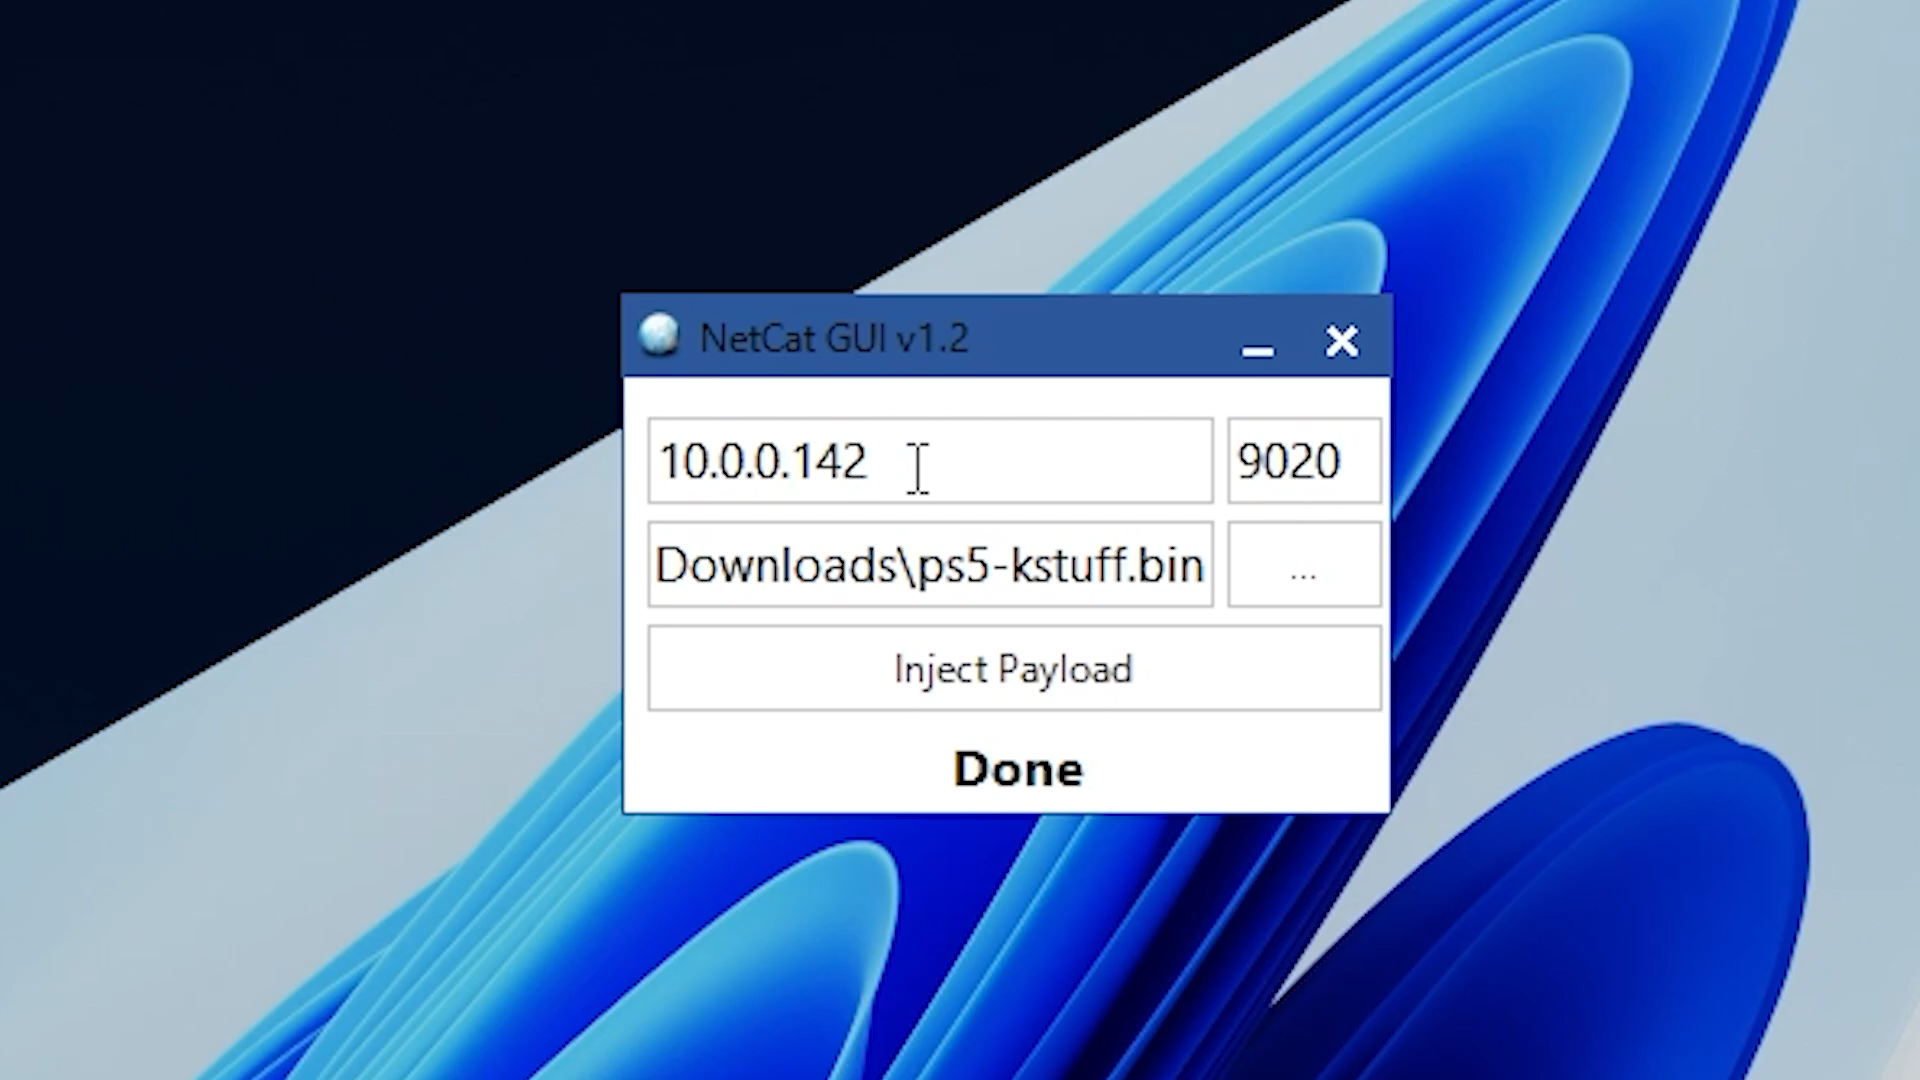 NetCat GUI v1.2
10.0.0.142 9020
Downloads\ps5-kstuff.bin ...
Inject Payload
Done